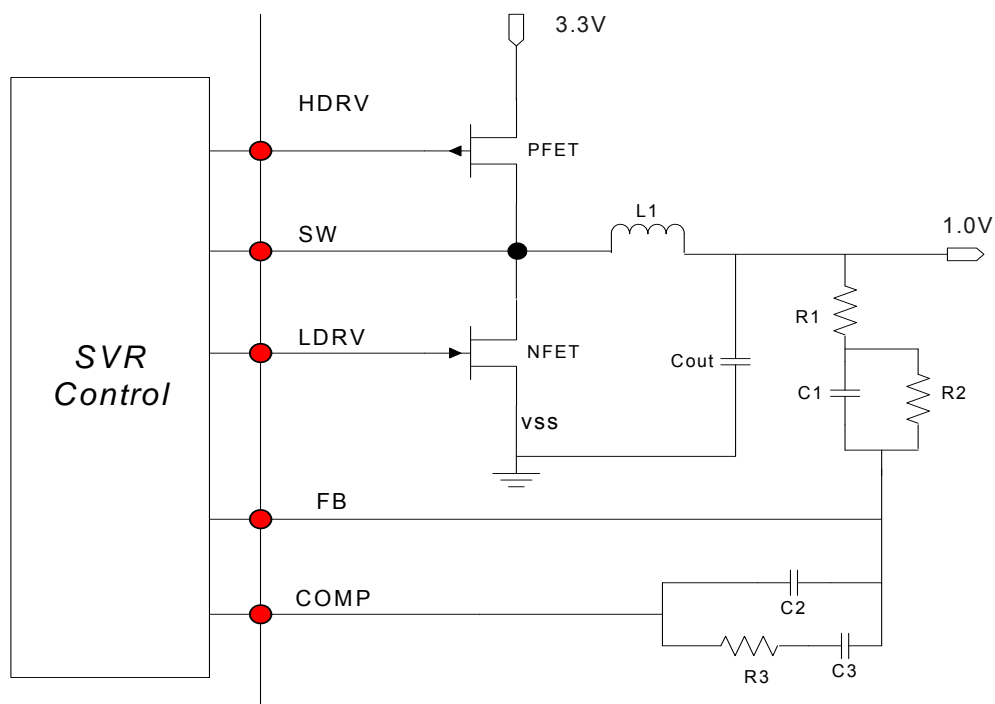 3.3V
HDRV
PFET
L1
1.0V
SW
R1
LDRV
NFET
SVR
Control
Cout
C1
R2
VSS
FB
COMP
C2
R3
C3